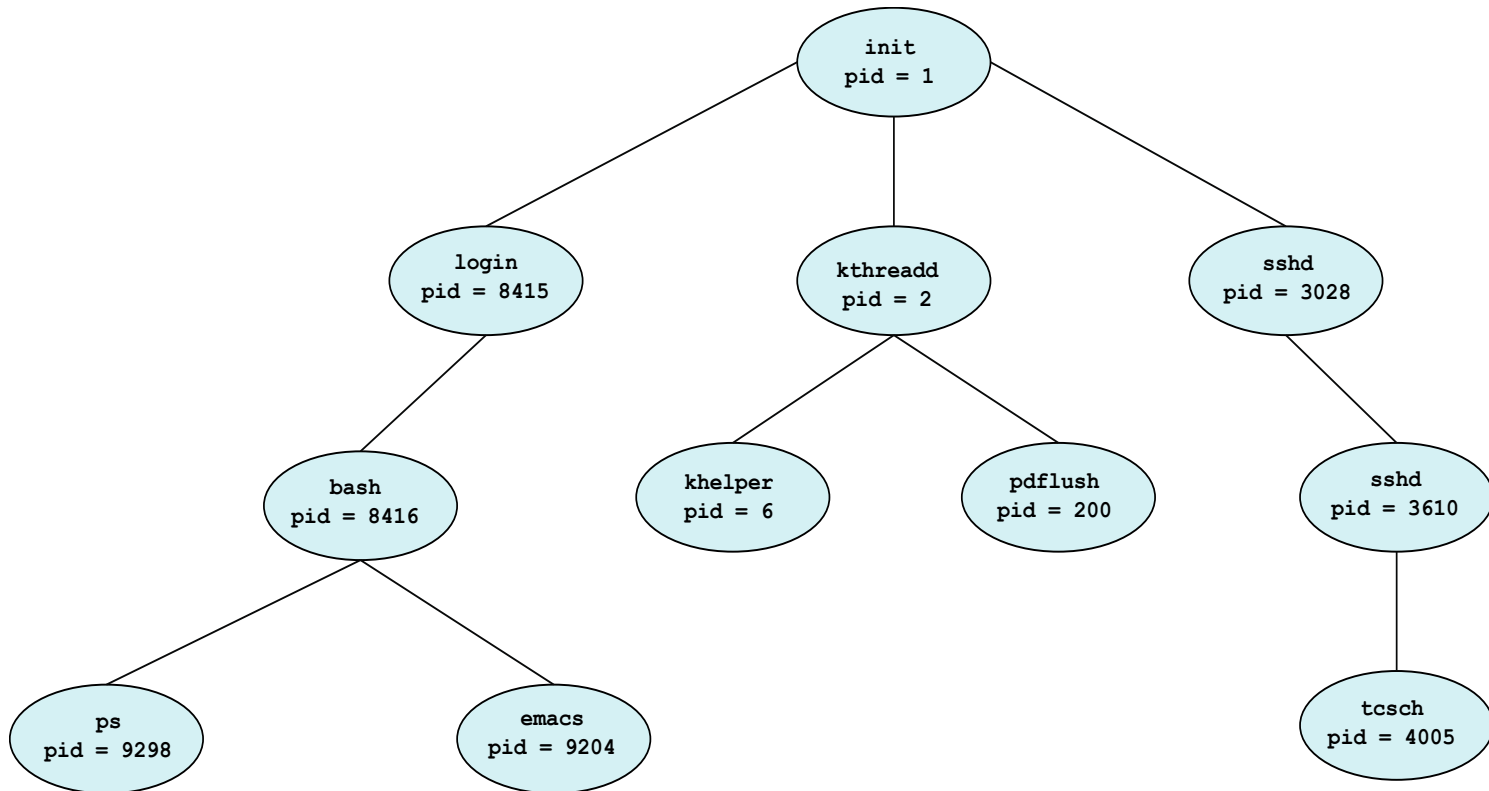 init
pid = 1
login
pid = 8415
kthreadd
pid = 2
sshd
pid = 3028
bash
pid = 8416
khelper
pid = 6
pdflush
pid = 200
sshd
pid = 3610
ps
pid = 9298
emacs
pid = 9204
tcsch
pid = 4005